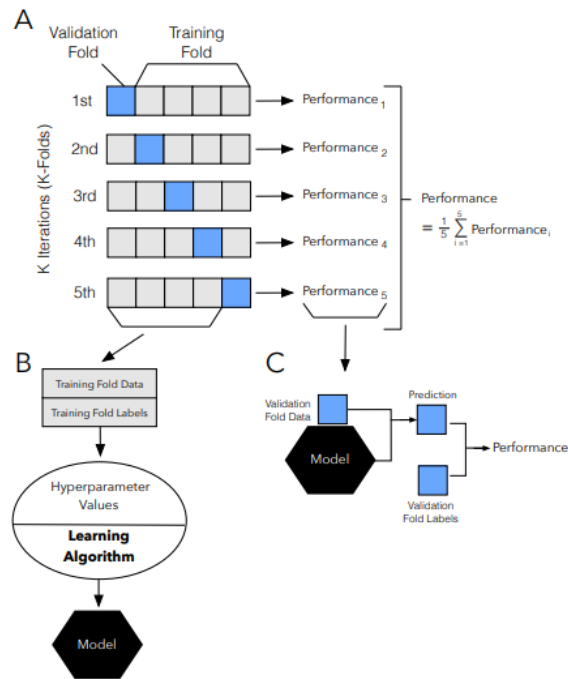 A
Validation
Fold
Training
Fold
K Iterations (K-Folds)
1st
Performance 1
2nd
Performance 2
3rd
Performance 3
4th
Performance 4
5th
Performance 5
Performance
= 1/5 5 ∑ i=1 Performance i
B
Training Fold Data
Training Fold Labels
Hyperparameter
Values
Learning
Algorithm
Model
C
Validation
Fold Data
Model
Prediction
Performance
Validation
Fold Labels